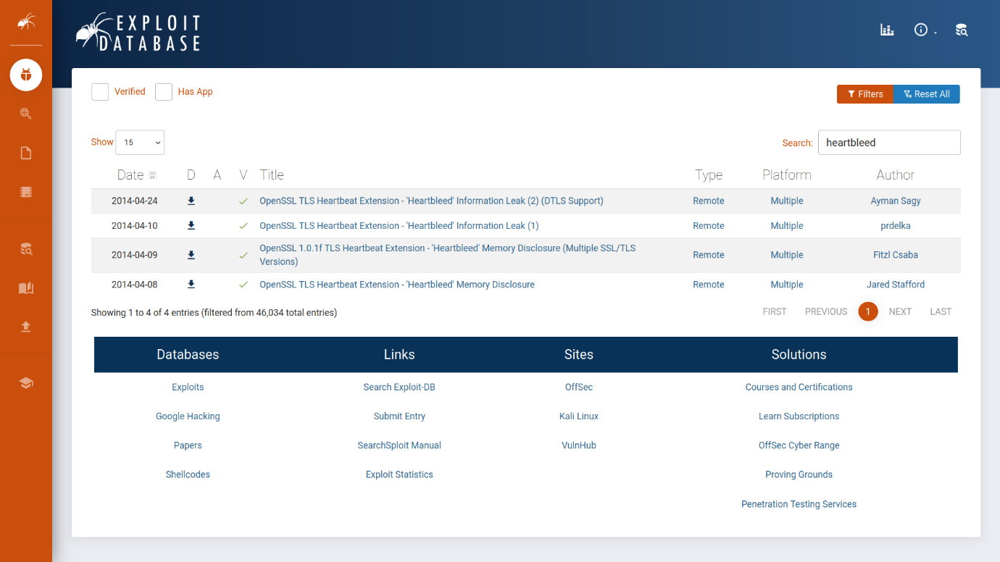 EXPLOIT
DATABASE
Verified Has App
Filters Reset All
Show 15
Search: heartbleed
Date D A V Title Type Platform Author
2014-04-24 OpenSSL TLS Heartbeat Extension - 'Heartbleed' Information Leak (2) (DTLS Support) Remote Multiple Ayman Sagy
2014-04-10 OpenSSL TLS Heartbeat Extension - 'Heartbleed' Information Leak (1) Remote Multiple prdelka
2014-04-09 OpenSSL 1.0.1f TLS Heartbeat Extension - 'Heartbleed' Memory Disclosure (Multiple SSL/TLS
Versions) Remote Multiple Fitzl Csaba
2014-04-08 OpenSSL TLS Heartbeat Extension - 'Heartbleed' Memory Disclosure Remote Multiple Jared Stafford
Showing 1 to 4 of 4 entries (filtered from 46,034 total entries)
FIRST PREVIOUS 1 NEXT LAST
Databases Links Sites Solutions
Exploits Search Exploit-DB OffSec Courses and Certifications
Google Hacking Submit Entry Kali Linux Learn Subscriptions
Papers SearchSploit Manual VulnHub OffSec Cyber Range
Shellcodes Exploit Statistics Proving Grounds
Penetration Testing Services